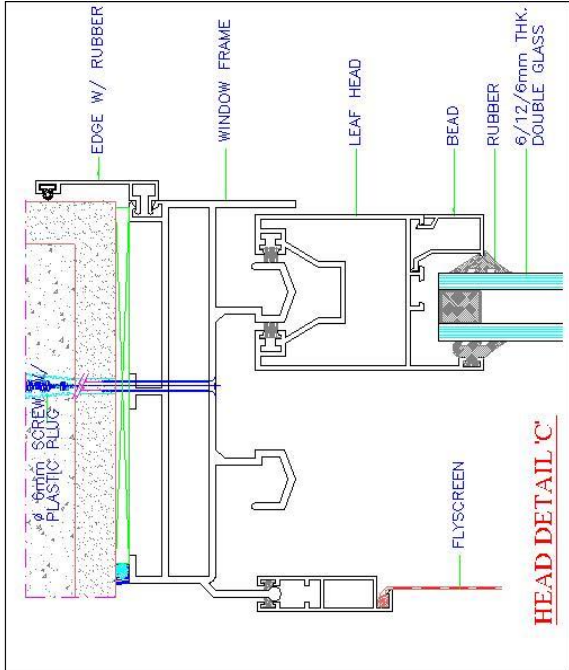 EDGE W/ RUBBER
WINDOW FRAME
LEAF HEAD
BEAD
RUBBER
6/12/6mm THK.
DOUBLE GLASS
ø 6mm SCREW W/
PLASTIC PLUG
FLYSCREEN
HEAD DETAIL 'C'